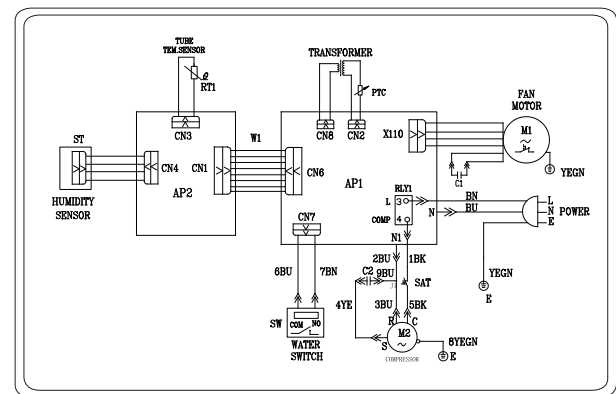 TUBE
TEM.SENSOR
θ
RT1
TRANSFORMER
PTC
FAN
MOTOR
M1
~
YEGN
ST
CN3
W1
CN8
CN2
X110
C1
CN4
CN1
CN6
AP2
AP1
HUMIDITY
SENSOR
RLY1
L
3
COMP
4
N
BN
BU
L
N
E
POWER
CN7
N1
2BU
1BK
6BU
7BN
C2
9BU
SAT
4YE
3BU
5BK
YEGN
E
SW
COM
NO
WATER
SWITCH
R
C
S
M2
~
8YEGN
E
COMPRESSOR